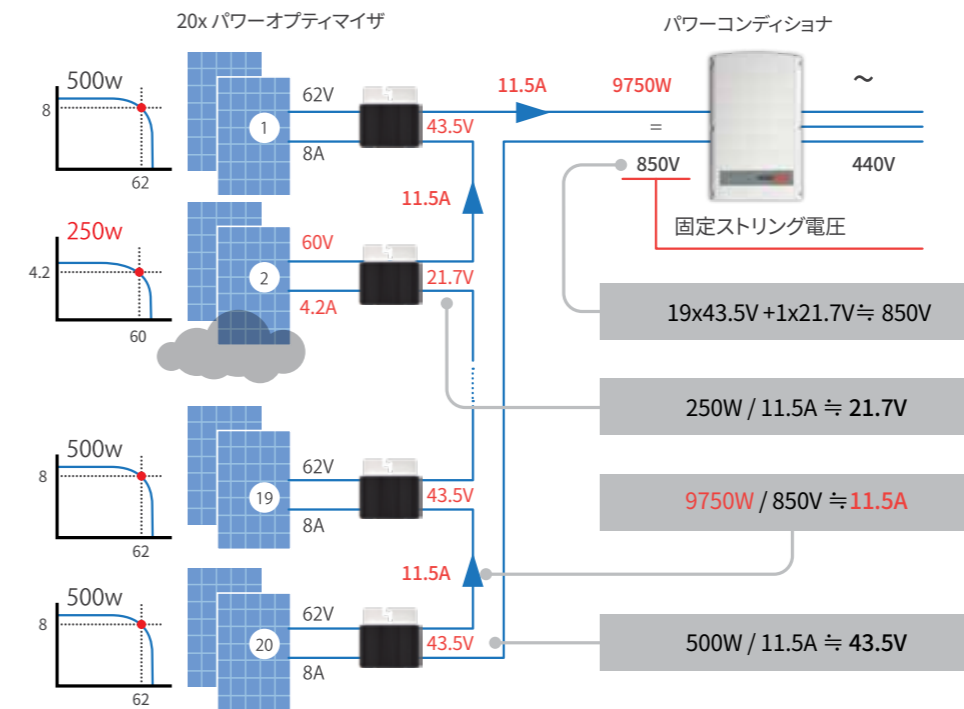 20x パワーオプティマイザ
パワーコンディショナ
500w
8
62
1
62V
8A
43.5V
11.5A
9750W
=
~
850V
440V
固定ストリング電圧
11.5A
250w
4.2
60
2
60V
4.2A
21.7V
19x43.5V +1x21.7V≒ 850V
250W / 11.5A ≒ 21.7V
500w
8
62
19
62V
8A
43.5V
9750W / 850V ≒11.5A
11.5A
500w
8
62
20
62V
8A
43.5V
500W / 11.5A ≒ 43.5V